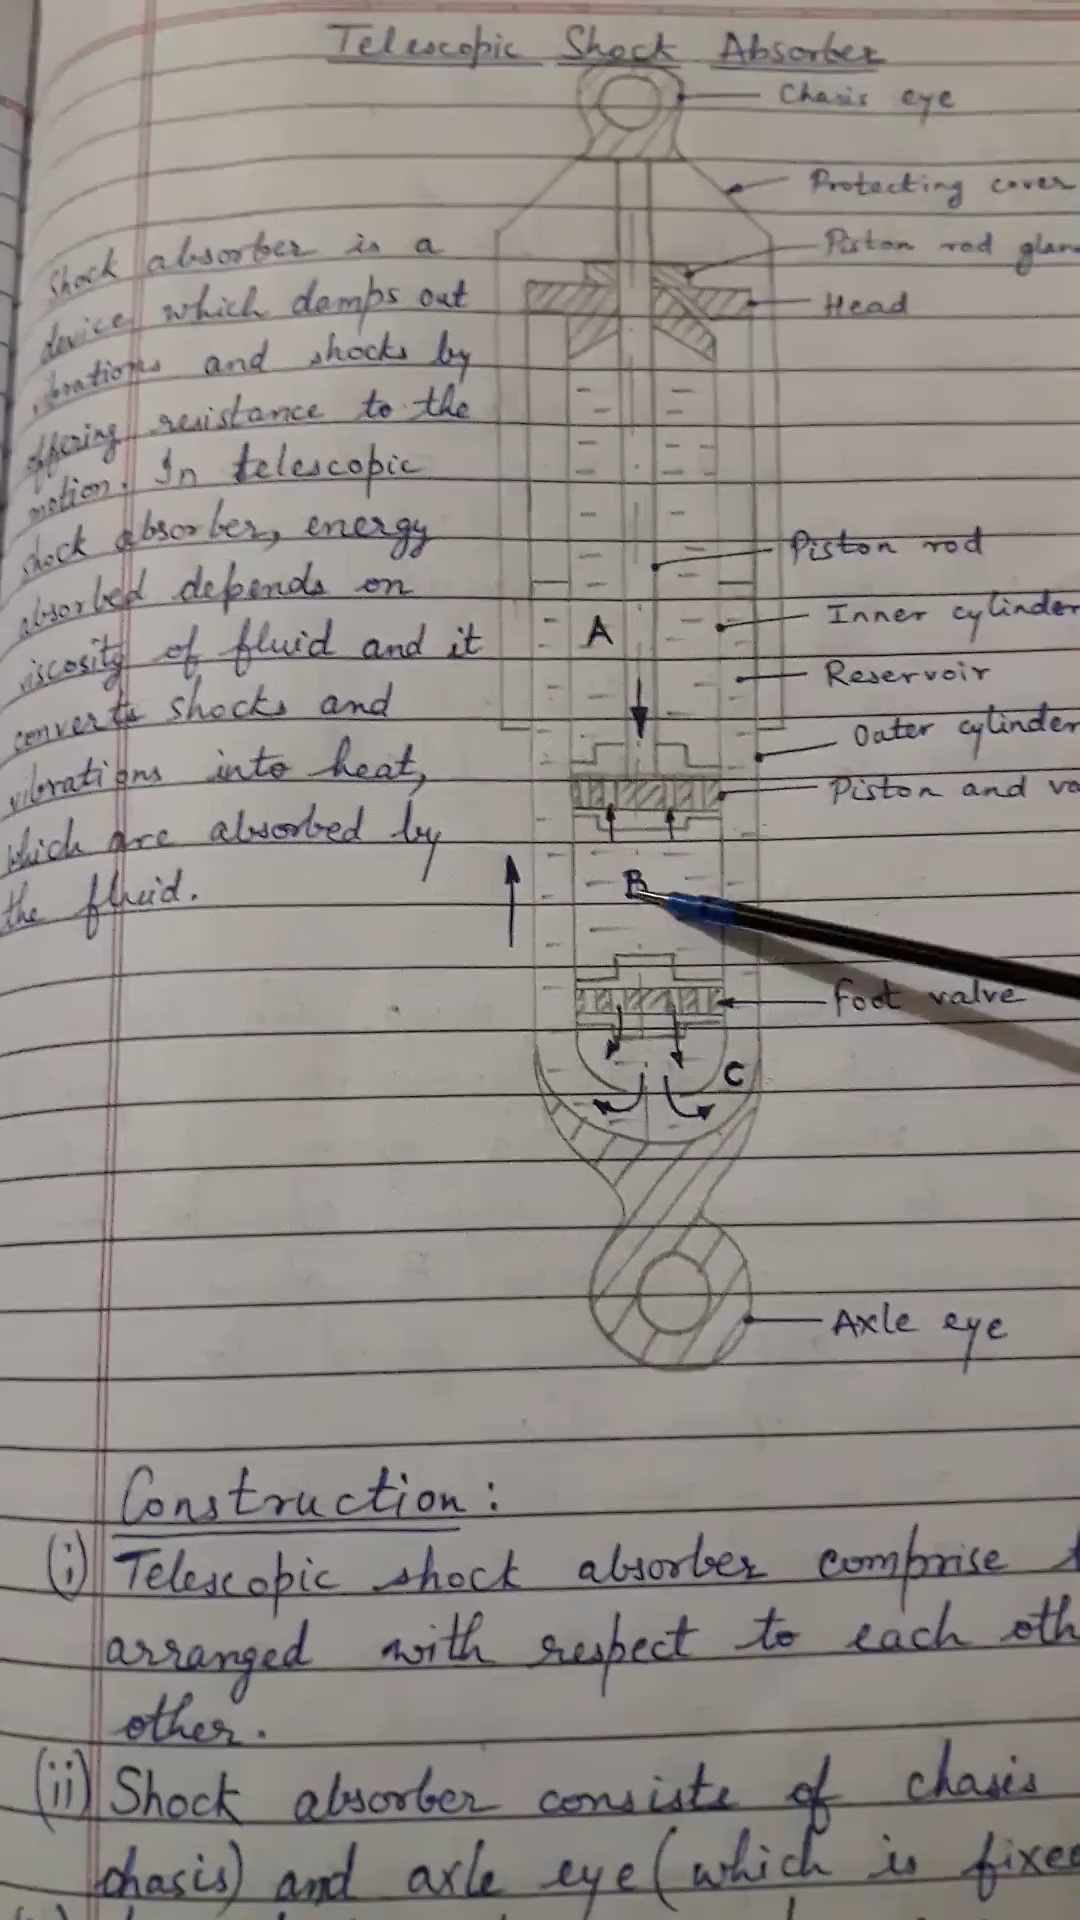 Telescopic Shock Absorber
Chasis eye
Protecting cover
Piston rod
Head
Shock absorber is a
device which damps out
and shocks by
offering resistance to the
motion. In telescopic
shock absorber, energy
absorbed depends on
viscosity of fluid and it
converts shocks and
vibrations into heat,
which are absorbed by
the fluid.
Piston rod
A
Inner cylinder
Reservoir
Outer cylinder
Piston and
B
Foot valve
C
Axle eye
Construction:
(i) Telescopic shock absorber comprise
arranged with respect to each
other.
(ii) Shock absorber consists of chasis
chasis) and axle eye (which is